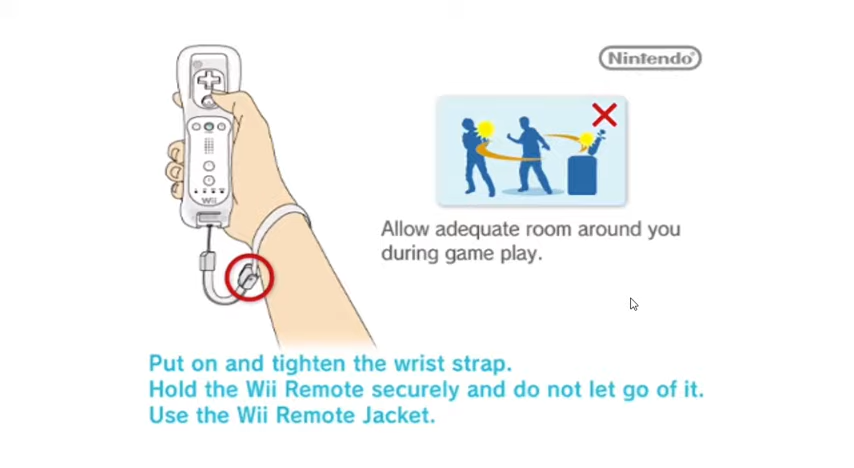 Nintendo®
Wii
Allow adequate room around you
during game play.
Put on and tighten the wrist strap.
Hold the Wii Remote securely and do not let go of it.
Use the Wii Remote Jacket.